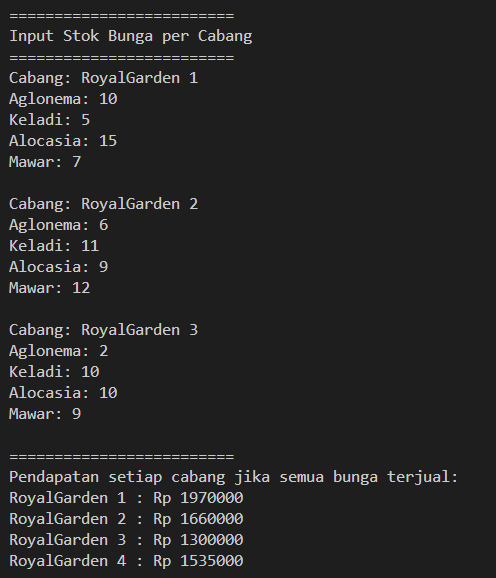 =========================
Input Stok Bunga per Cabang
=========================
Cabang: RoyalGarden 1
Aglonema: 10
Keladi: 5
Alocasia: 15
Mawar: 7

Cabang: RoyalGarden 2
Aglonema: 6
Keladi: 11
Alocasia: 9
Mawar: 12

Cabang: RoyalGarden 3
Aglonema: 2
Keladi: 10
Alocasia: 10
Mawar: 9

=========================
Pendapatan setiap cabang jika semua bunga terjual:
RoyalGarden 1 : Rp 1970000
RoyalGarden 2 : Rp 1660000
RoyalGarden 3 : Rp 1300000
RoyalGarden 4 : Rp 1535000